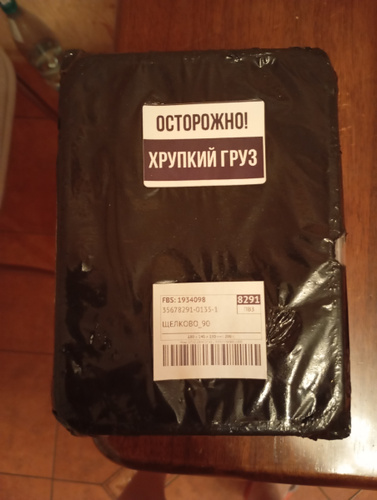 ОСТОРОЖНО!
ХРУПКИЙ ГРУЗ
FBS: 1934098
8291
35678291-0135-1
ЩЕЛКОВО_90